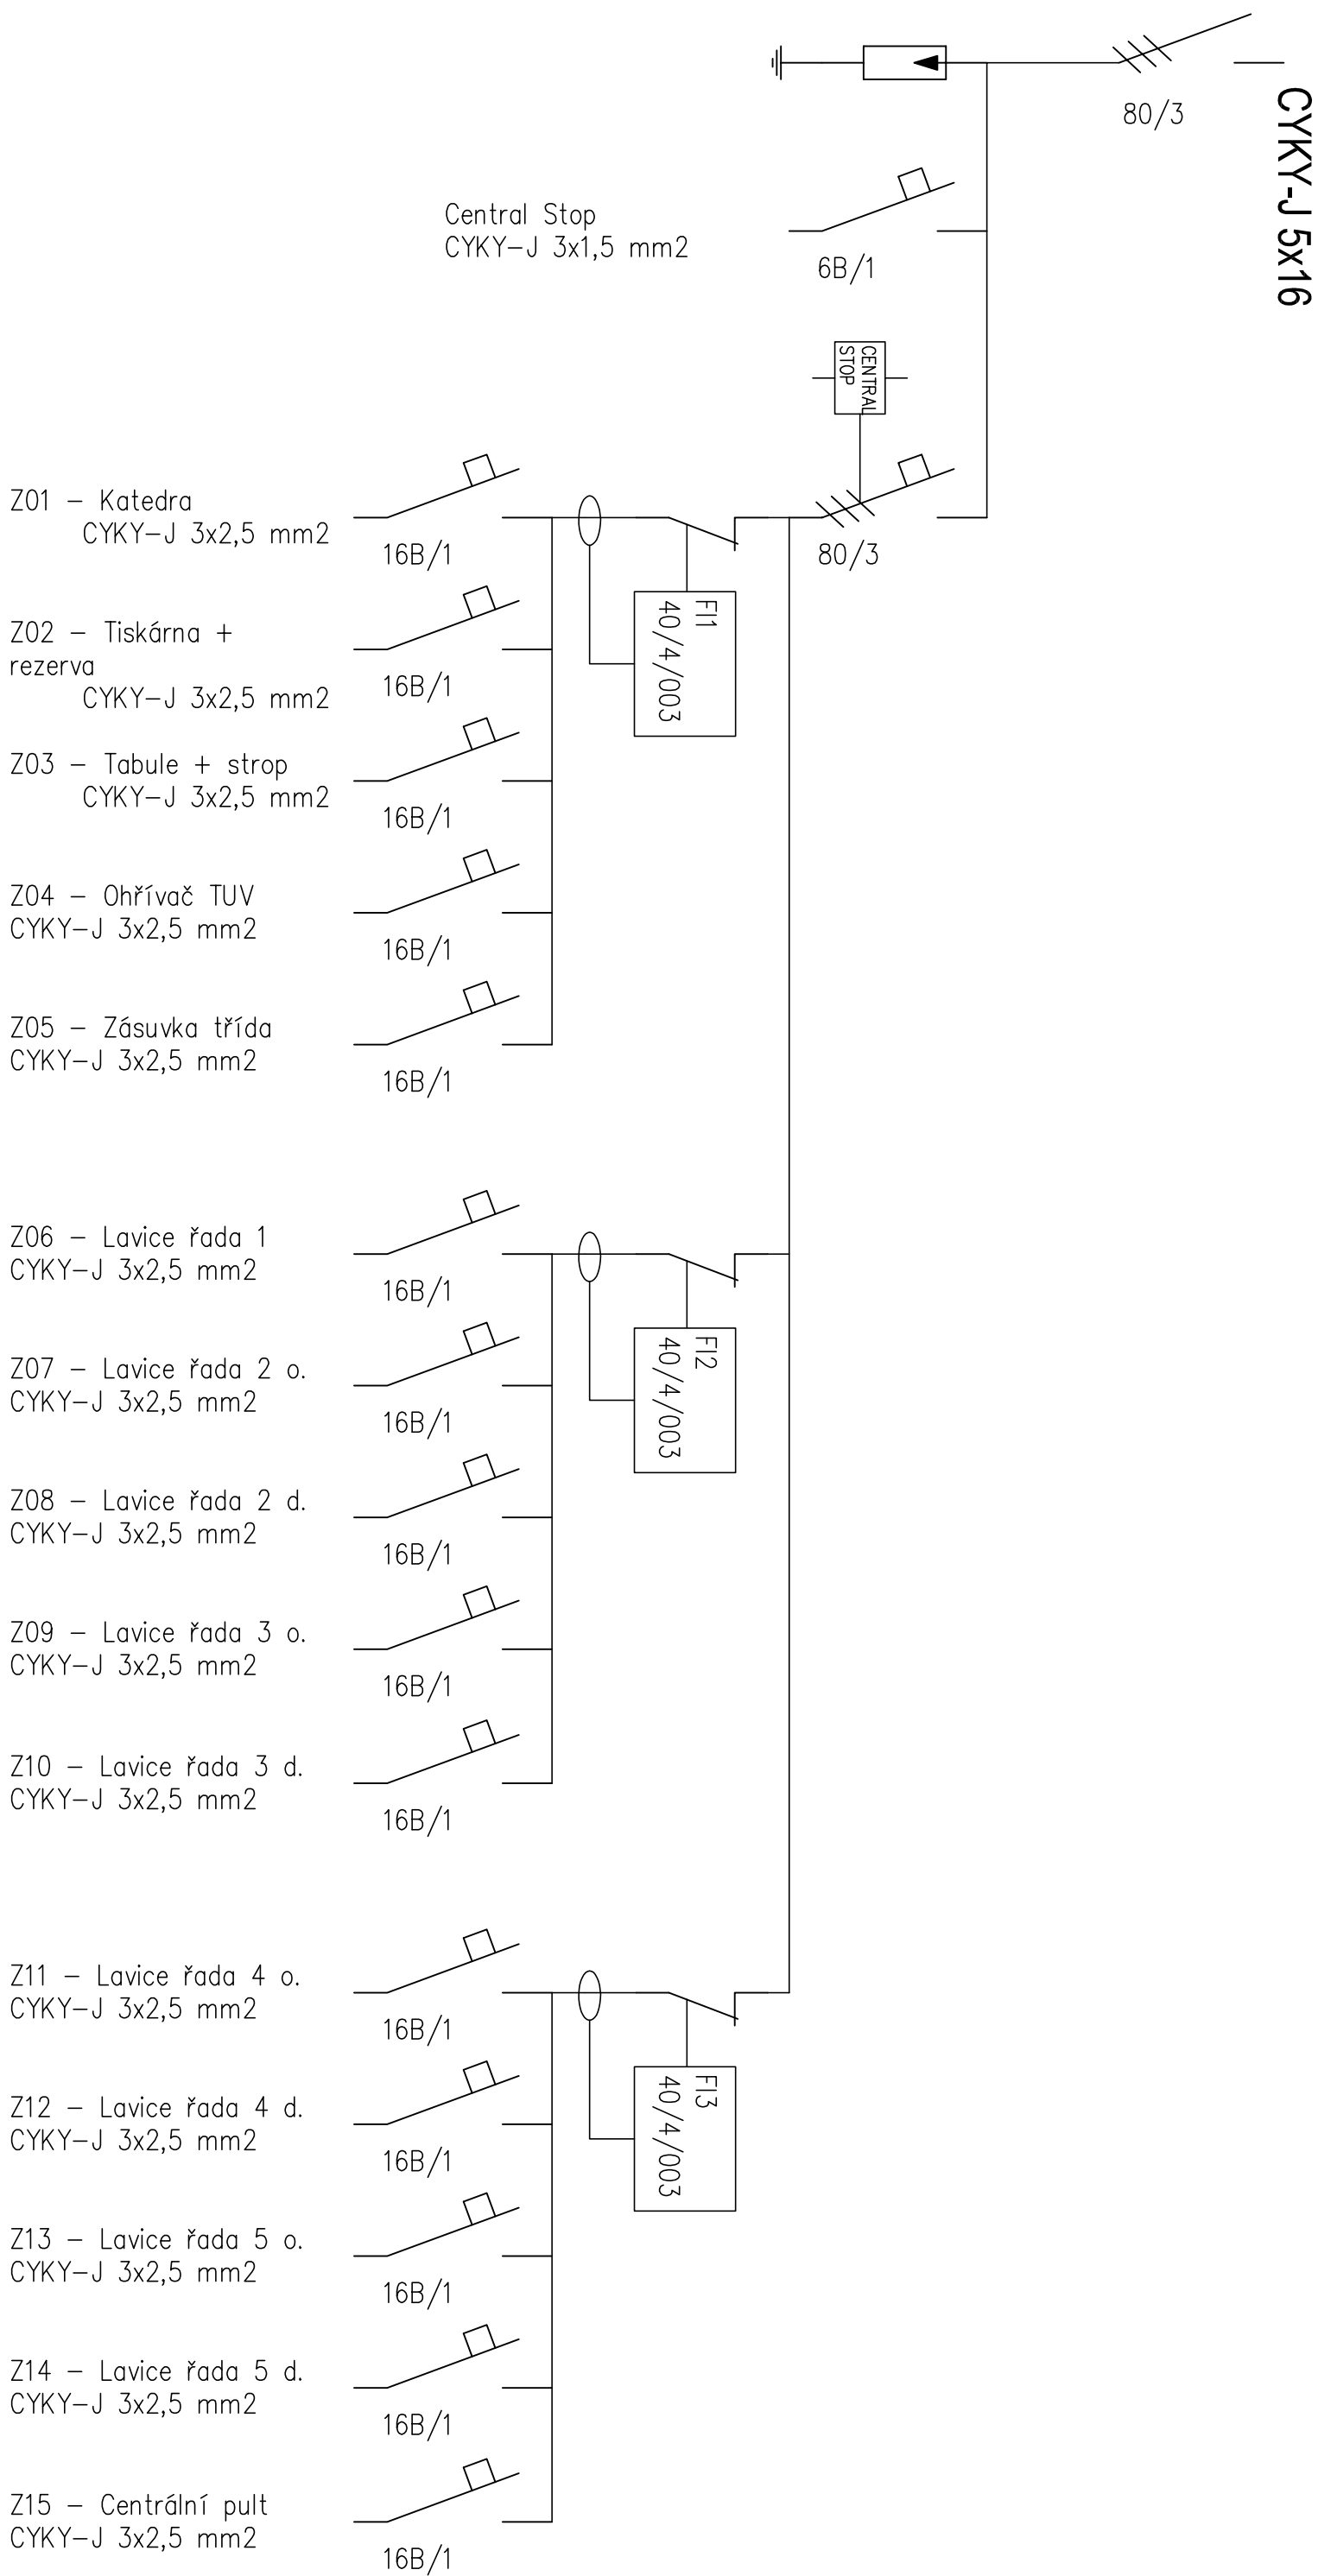 CYKY-J 5x16
80/3
Central Stop
CYKY-J 3x1,5 mm2
6B/1
CENTRAL
STOP
80/3
Z01 - Katedra
CYKY-J 3x2,5 mm2
16B/1
FI1
40/4/003
Z02 - Tiskárna +
rezerva
CYKY-J 3x2,5 mm2
16B/1
Z03 - Tabule + strop
CYKY-J 3x2,5 mm2
16B/1
Z04 - Ohřívač TUV
CYKY-J 3x2,5 mm2
16B/1
Z05 - Zásuvka třída
CYKY-J 3x2,5 mm2
16B/1
Z06 - Lavice řada 1
CYKY-J 3x2,5 mm2
16B/1
FI2
40/4/003
Z07 - Lavice řada 2 o.
CYKY-J 3x2,5 mm2
16B/1
Z08 - Lavice řada 2 d.
CYKY-J 3x2,5 mm2
16B/1
Z09 - Lavice řada 3 o.
CYKY-J 3x2,5 mm2
16B/1
Z10 - Lavice řada 3 d.
CYKY-J 3x2,5 mm2
16B/1
Z11 - Lavice řada 4 o.
CYKY-J 3x2,5 mm2
16B/1
FI3
40/4/003
Z12 - Lavice řada 4 d.
CYKY-J 3x2,5 mm2
16B/1
Z13 - Lavice řada 5 o.
CYKY-J 3x2,5 mm2
16B/1
Z14 - Lavice řada 5 d.
CYKY-J 3x2,5 mm2
16B/1
Z15 - Centrální pult
CYKY-J 3x2,5 mm2
16B/1